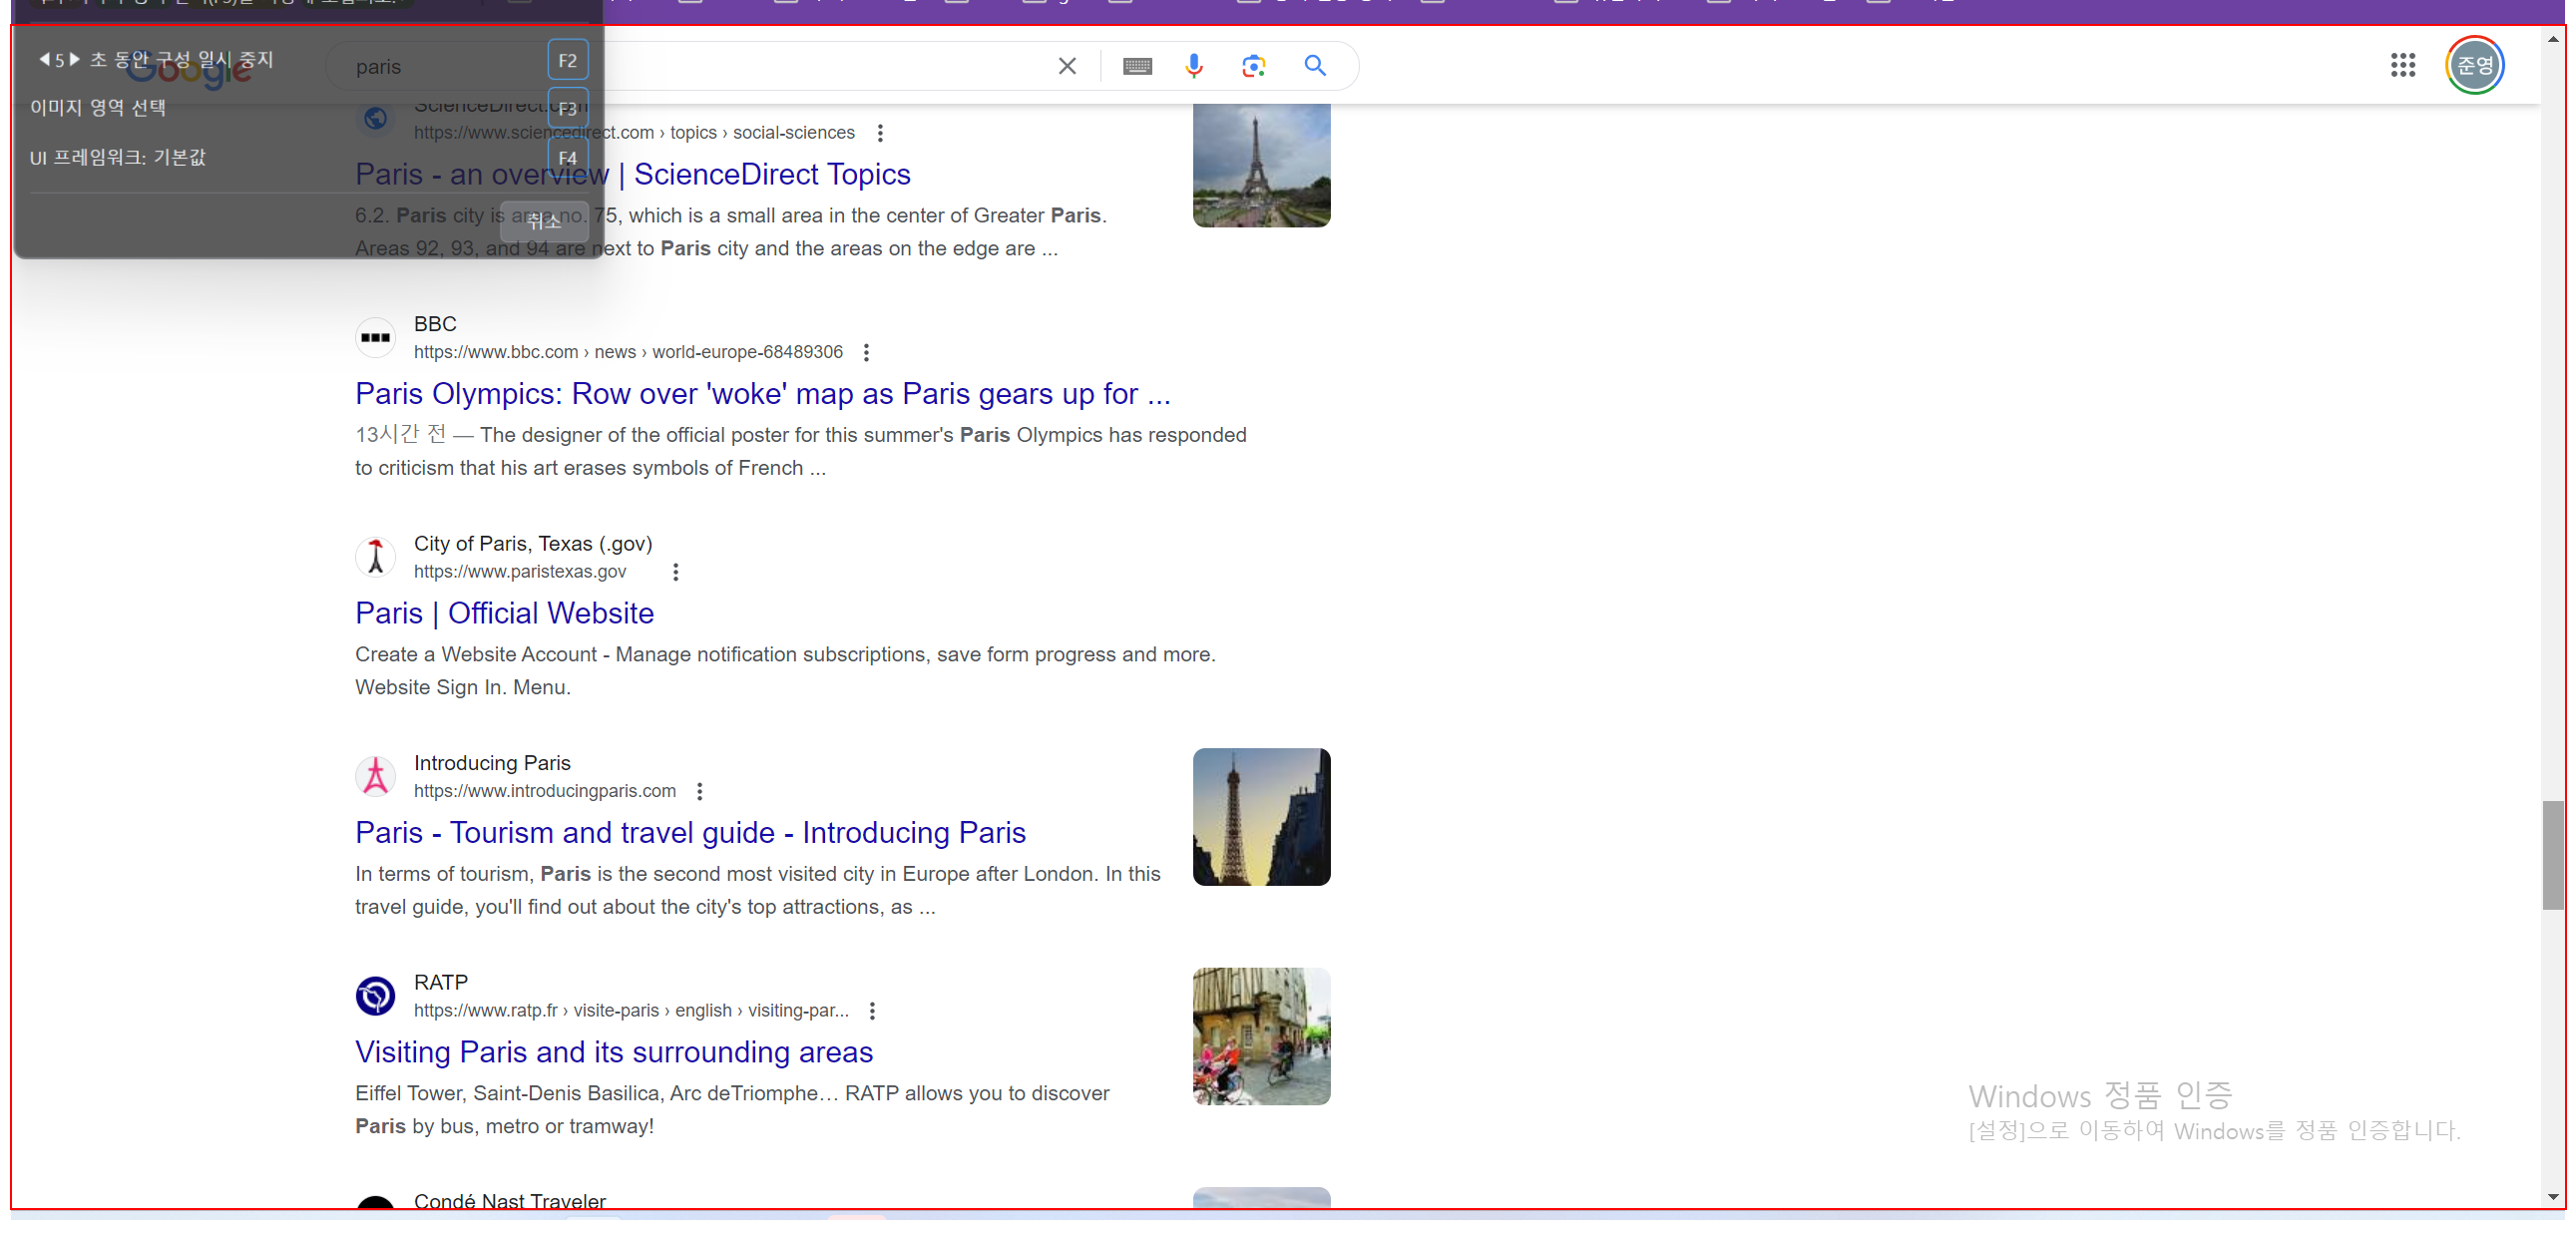 ◀ 5 ▶ 초 동안 구성 일시 중지 F2
Google
paris
준영
이미지 영역 선택 F3
UI 프레임워크: 기본값 F4
취소
ScienceDirect.com
https://www.sciencedirect.com › topics › social-sciences
Paris - an overview | ScienceDirect Topics
6.2. Paris city is area no. 75, which is a small area in the center of Greater Paris.
Areas 92, 93, and 94 are next to Paris city and the areas on the edge are ...
BBC
https://www.bbc.com › news › world-europe-68489306
Paris Olympics: Row over 'woke' map as Paris gears up for ...
13시간 전 — The designer of the official poster for this summer's Paris Olympics has responded
to criticism that his art erases symbols of French ...
City of Paris, Texas (.gov)
https://www.paristexas.gov
Paris | Official Website
Create a Website Account - Manage notification subscriptions, save form progress and more.
Website Sign In. Menu.
Introducing Paris
https://www.introducingparis.com
Paris - Tourism and travel guide - Introducing Paris
In terms of tourism, Paris is the second most visited city in Europe after London. In this
travel guide, you'll find out about the city's top attractions, as ...
RATP
https://www.ratp.fr › visite-paris › english › visiting-par...
Visiting Paris and its surrounding areas
Eiffel Tower, Saint-Denis Basilica, Arc deTriomphe… RATP allows you to discover
Paris by bus, metro or tramway!
Condé Nast Traveler
Windows 정품 인증
[설정]으로 이동하여 Windows를 정품 인증합니다.